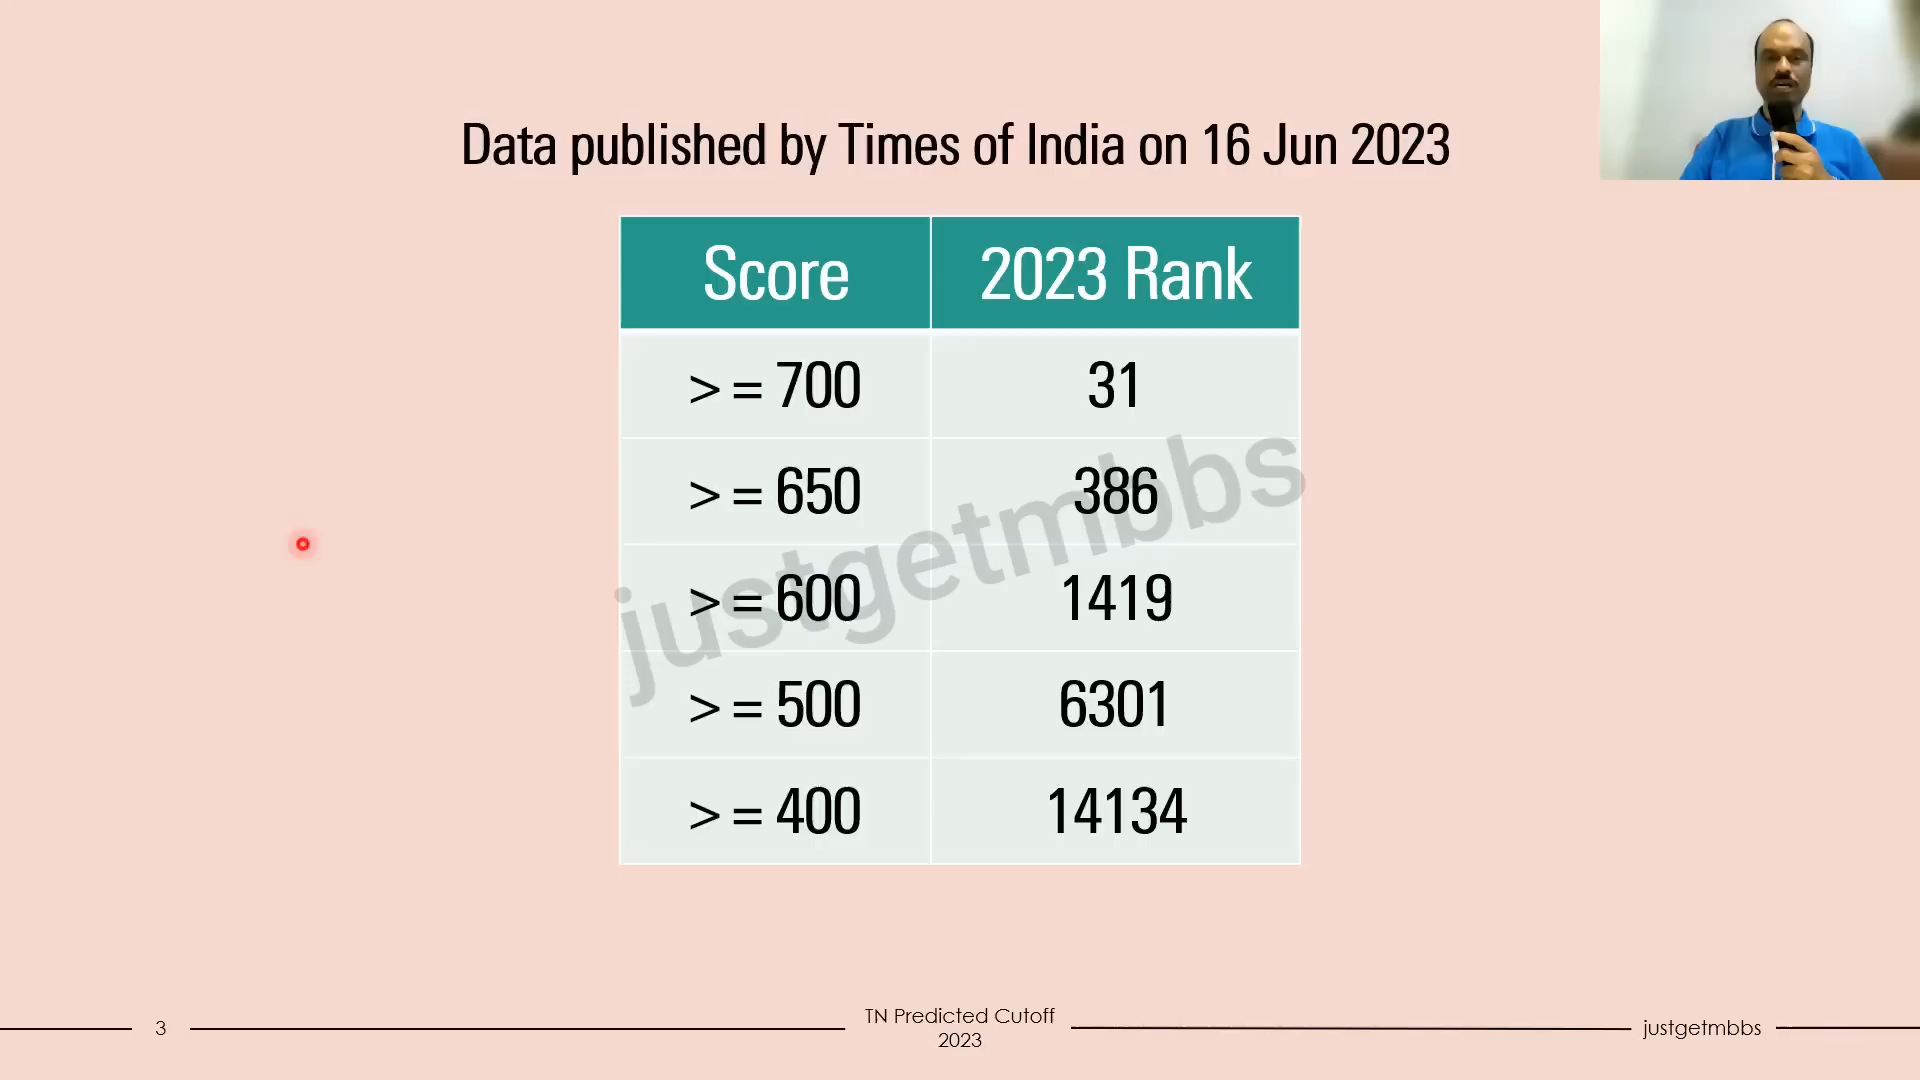 Data published by Times of India on 16 Jun 2023
Score 2023 Rank
> = 700 31
> = 650 386
> = 600 1419
> = 500 6301
> = 400 14134
justgetmbbs
3
TN Predicted Cutoff
2023
justgetmbbs